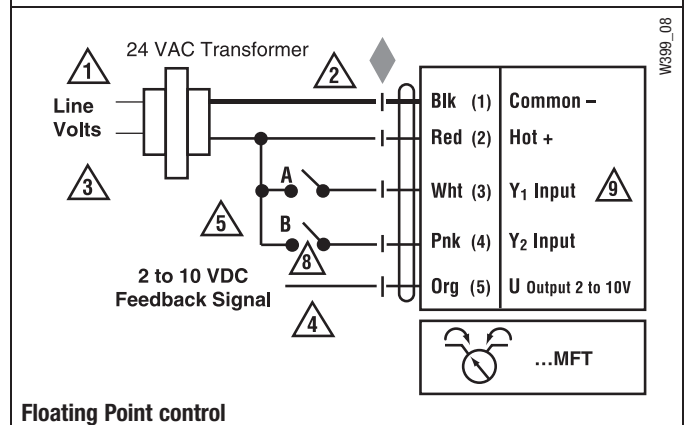 W399_08
24 VAC Transformer
1
2
Line
Volts
3
Blk (1) Common –
Red (2) Hot +
A
Wht (3) Y₁ Input 9
5
B
Pnk (4) Y₂ Input
8
2 to 10 VDC
Feedback Signal
Org (5) U Output 2 to 10V
4
...MFT
Floating Point control